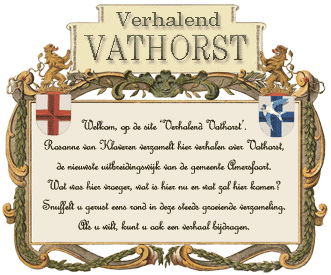 Verhalend
VATHORST
Welkom, op de site 'Verhalend Vathorst'.
Rosanne van Klaveren verzamelt hier verhalen over Vathorst,
de nieuwste uitbreidingswijk van de gemeente Amersfoort.
Wat was hier vroeger, wat is hier nu en wat zal hier komen?
Snuffelt u gerust eens rond in deze steeds groeiende verzameling.
Als u wilt, kunt u ook een verhaal bijdragen.